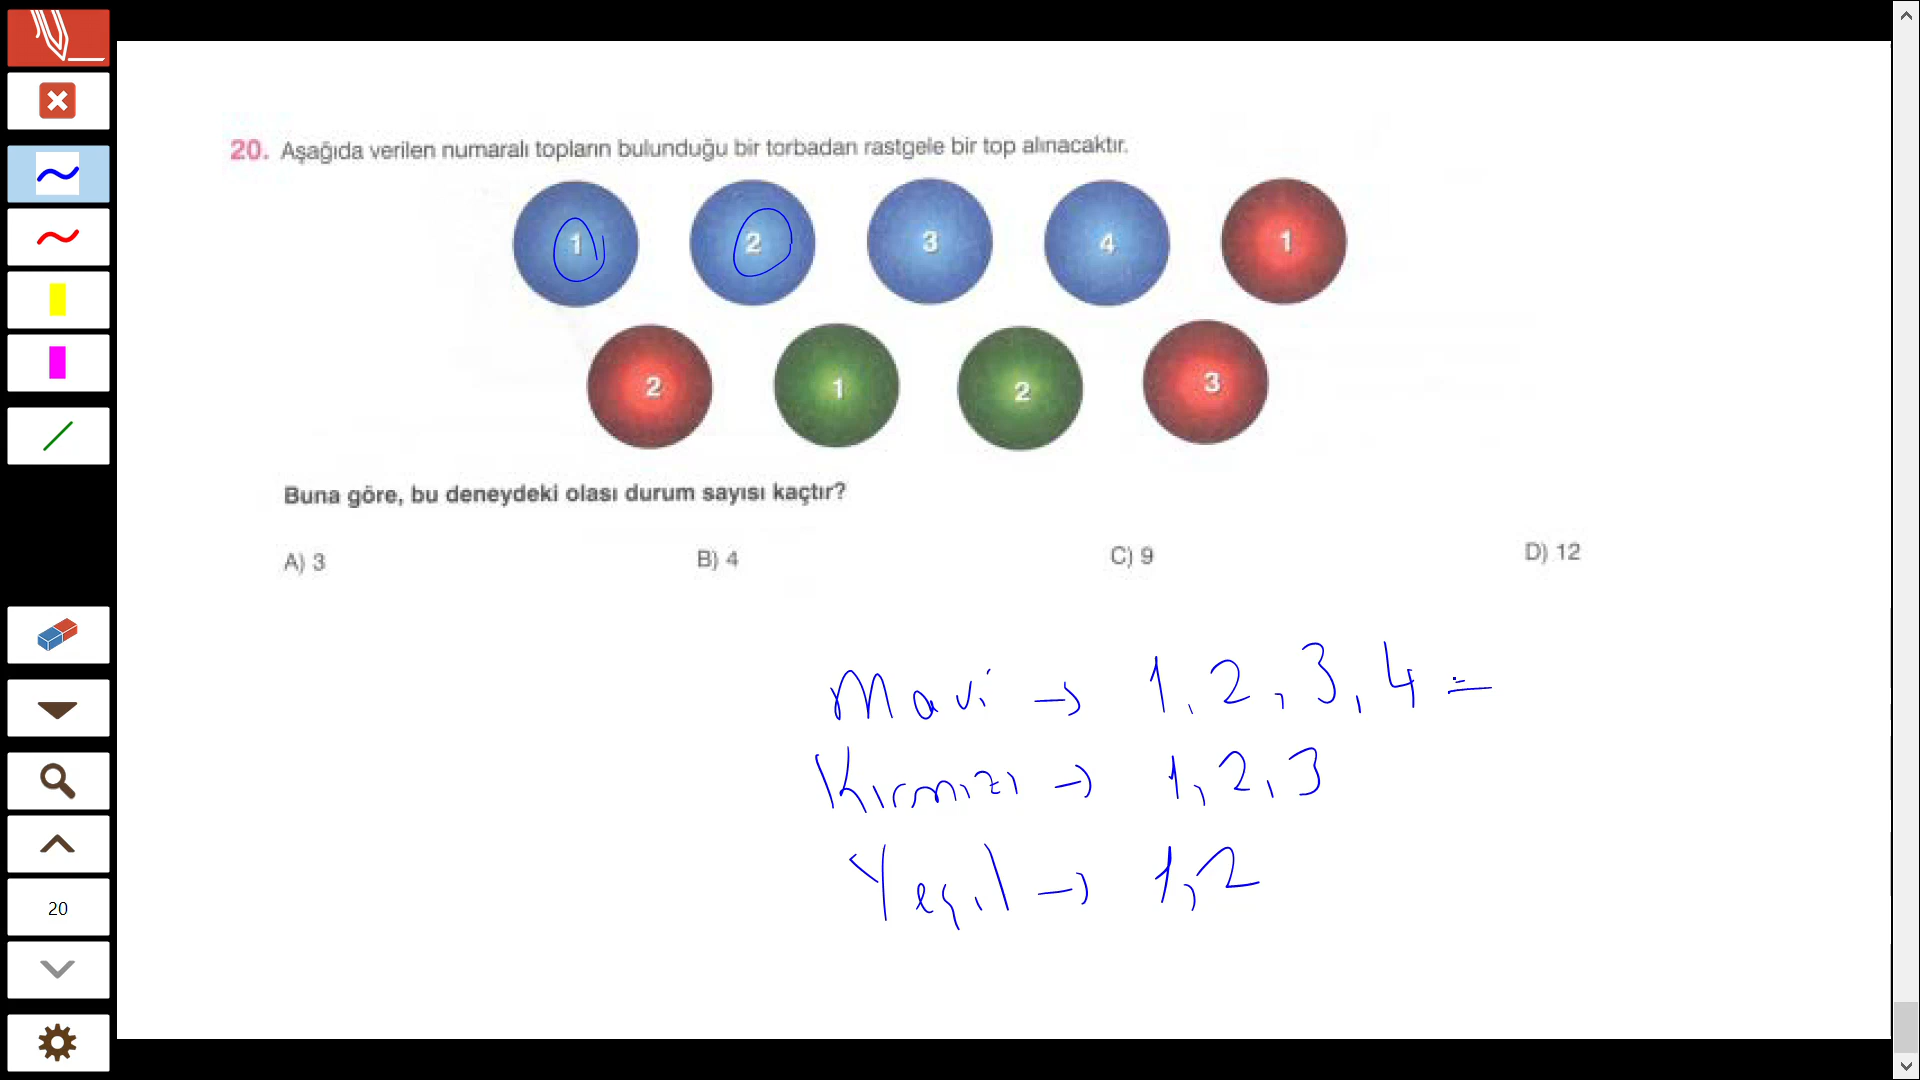 20. Aşağıda verilen numaralı topların bulunduğu bir torbadan rastgele bir top alınacaktır.
1 2 3 4 1
2 1 2 3
Buna göre, bu deneydeki olası durum sayısı kaçtır?
A) 3 B) 4 C) 9 D) 12
Mavi → 1, 2, 3, 4 =
Kırmızı → 1, 2, 3
Yeşil → 1, 2
20